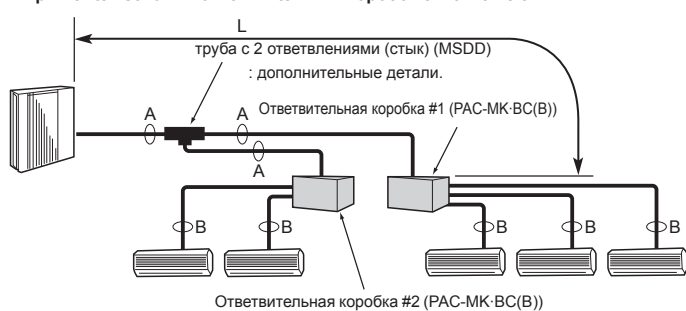 L
труба с 2 ответвлениями (стык) (MSDD)
: дополнительные детали.
A
A
Ответвительная коробка #1 (PAC-MK·BC(B))
A
B
B
B
B
B
Ответвительная коробка #2 (PAC-MK·BC(B))